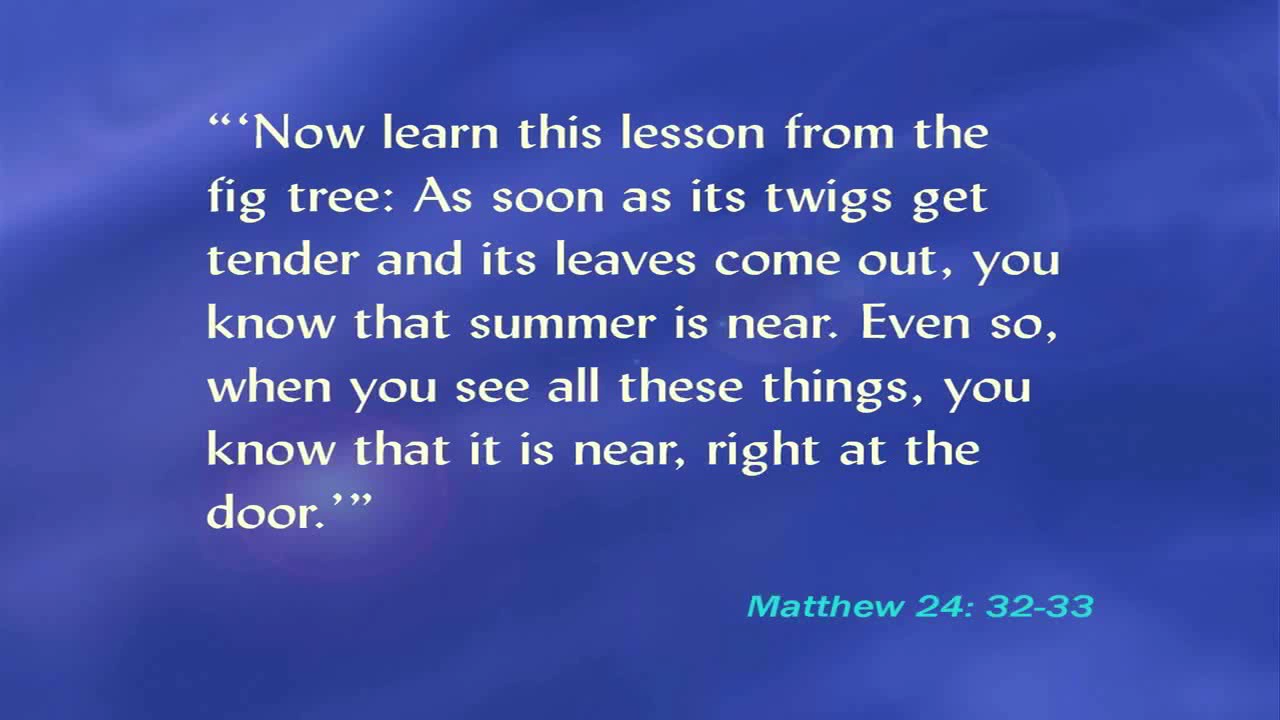 “‘Now learn this lesson from the
fig tree: As soon as its twigs get
tender and its leaves come out, you
know that summer is near. Even so,
when you see all these things, you
know that it is near, right at the
door.’”
Matthew 24: 32-33